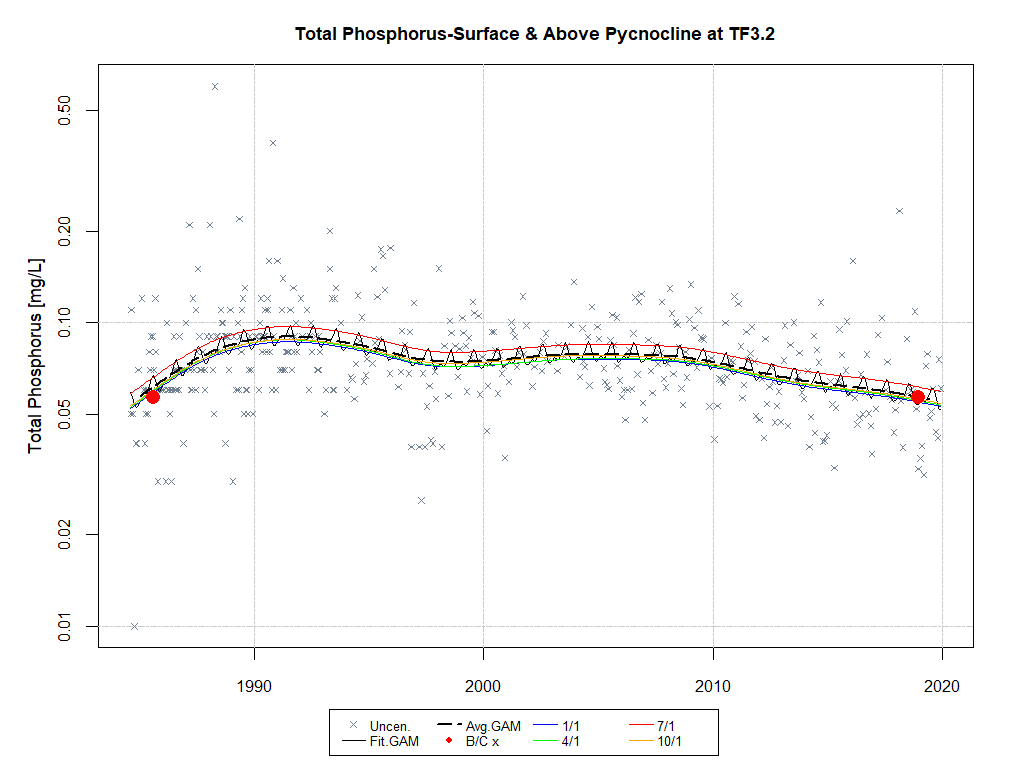 Total Phosphorus-Surface & Above Pycnocline at TF3.2
Total Phosphorus [mg/L]
0.50
0.20
0.10
0.05
0.02
0.01
1990 2000 2010 2020
Uncen. Avg.GAM 1/1 7/1
Fit.GAM B/C x 4/1 10/1